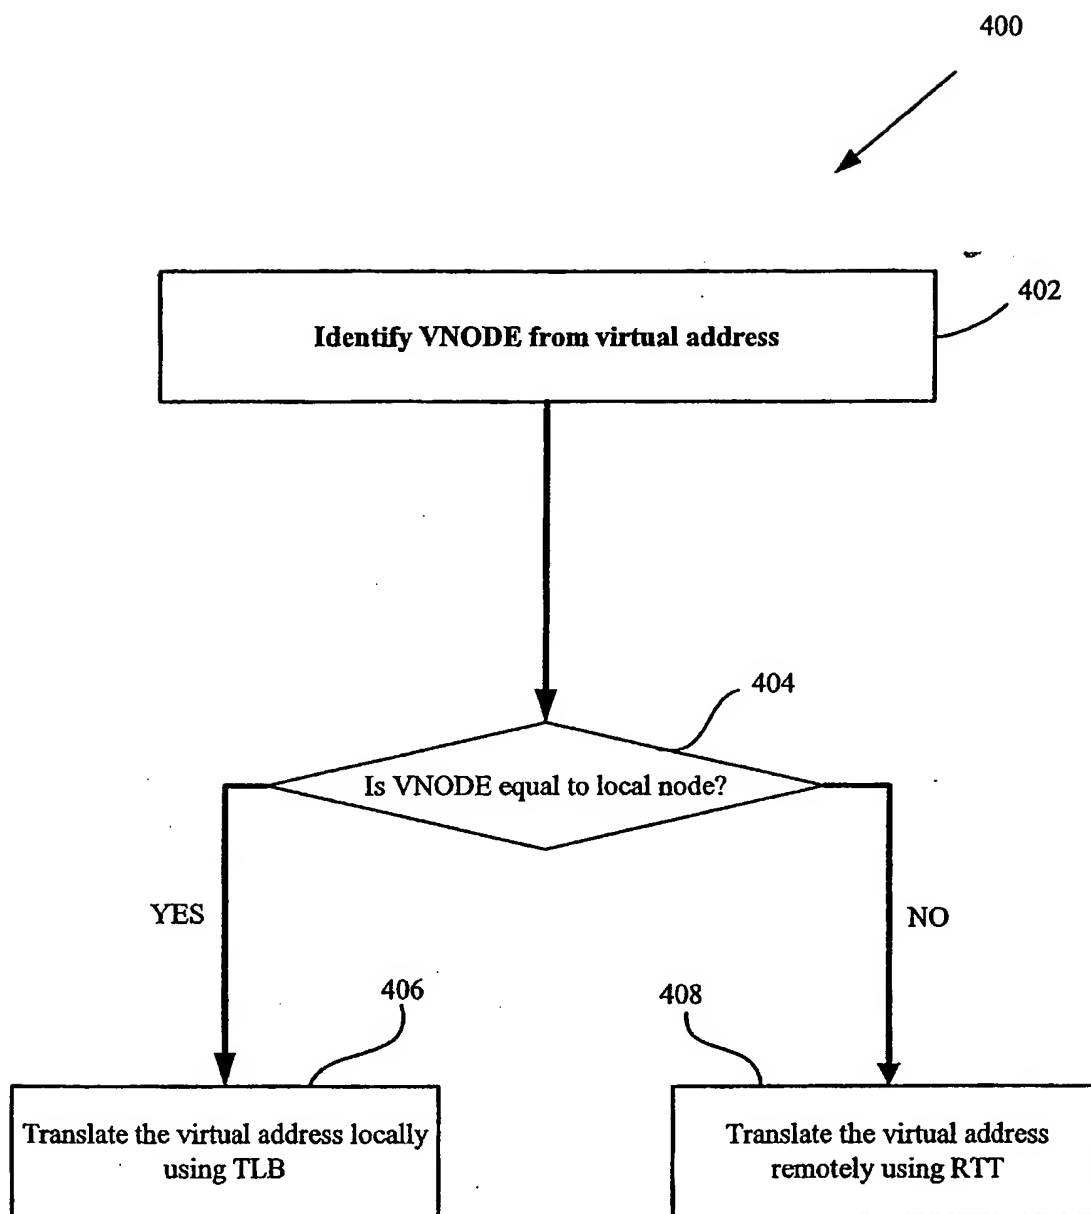 400
402
Identify VNODE from virtual address
404
Is VNODE equal to local node?
YES
NO
406
408
Translate the virtual address locally
using TLB
Translate the virtual address
remotely using RTT